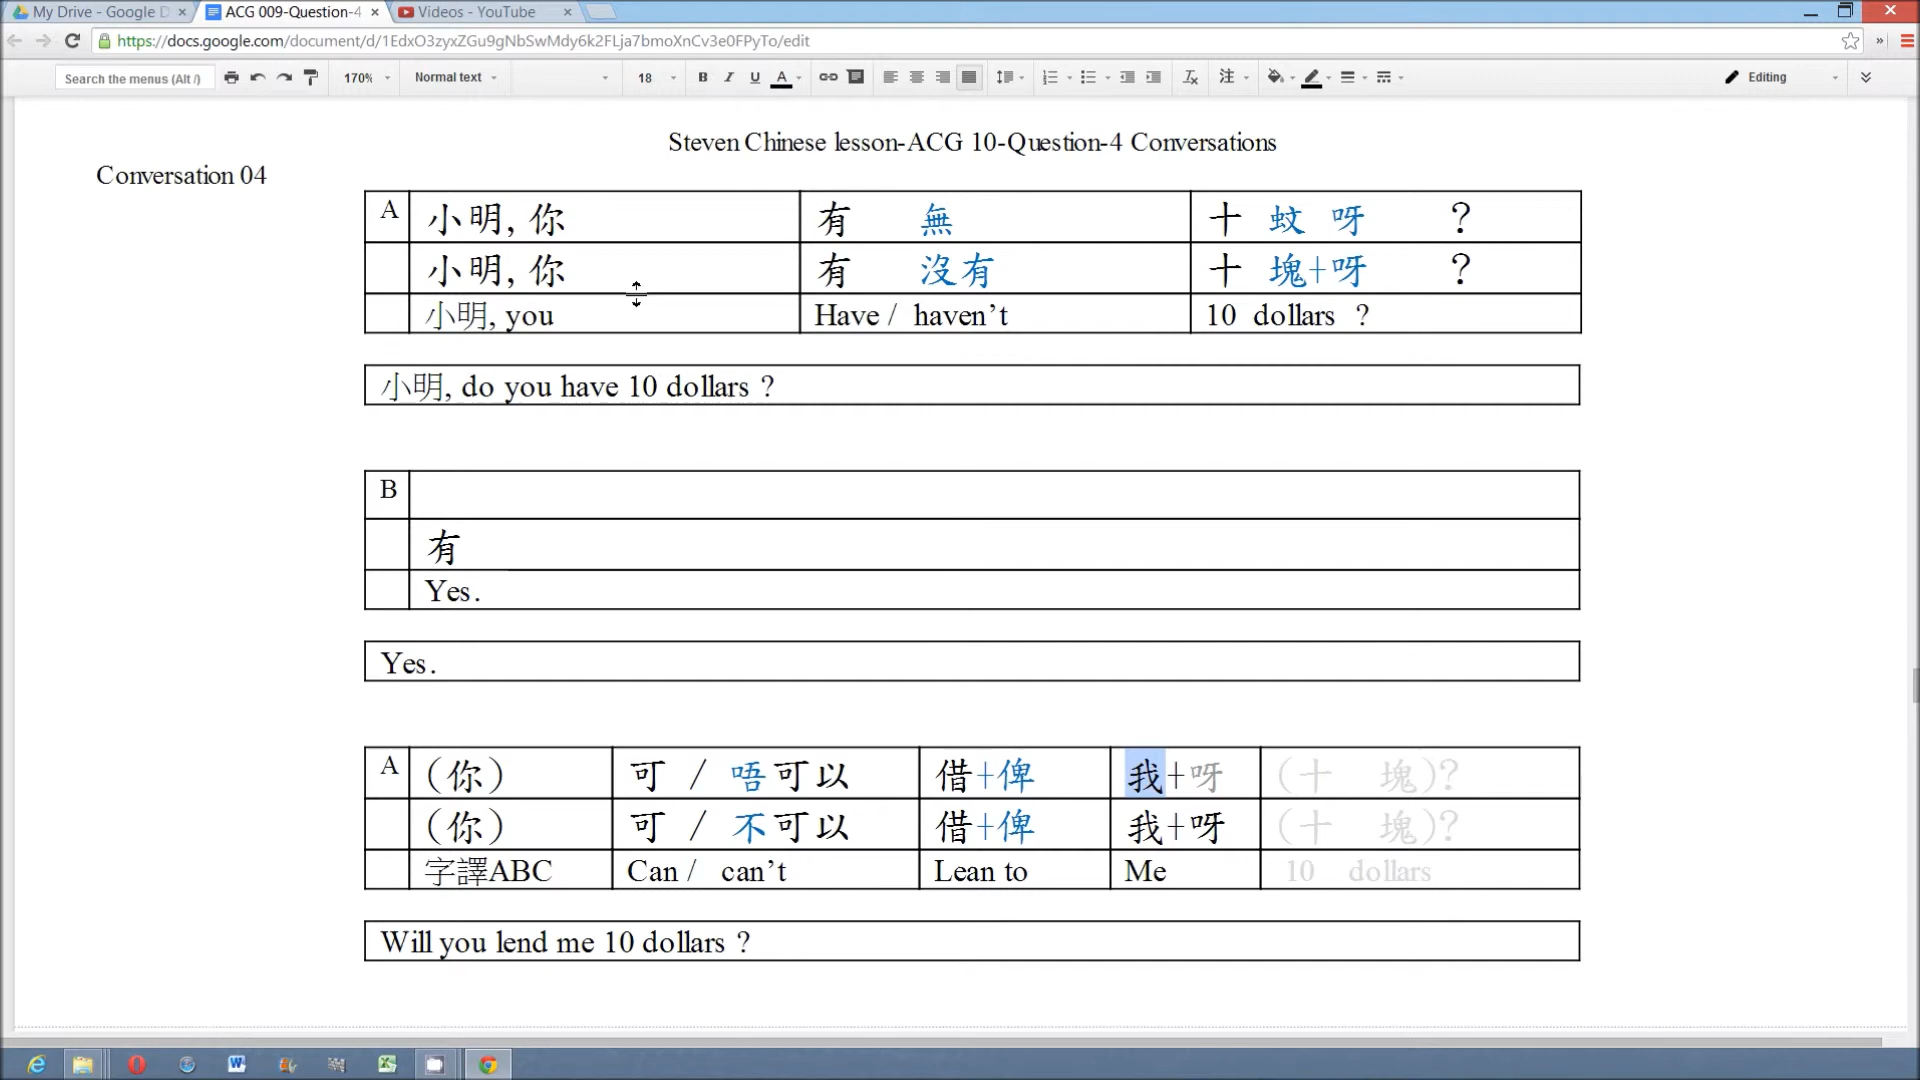 My Drive - Google D
ACG 009-Question-4
Videos - YouTube
https://docs.google.com/document/d/1EdxO3zyxZGu9gNbSwMdy6k2FLja7bmoXnCv3e0FPyTo/edit
Search the menus (Alt /)
170%
Normal text
18
B I U A
注
Editing
Steven Chinese lesson-ACG 10-Question-4 Conversations
Conversation 04
A 小明, 你 有 無 十 蚊 呀 ?
小明, 你 有 沒有 十 塊+呀 ?
小明, you Have / haven't 10 dollars ?
小明, do you have 10 dollars ?
B
有
Yes.
Yes.
A (你) 可 / 唔可以 借+俾 我+呀 (十 塊)?
(你) 可 / 不可以 借+俾 我+呀 (十 塊)?
字譯ABC Can / can't Lean to Me 10 dollars
Will you lend me 10 dollars ?